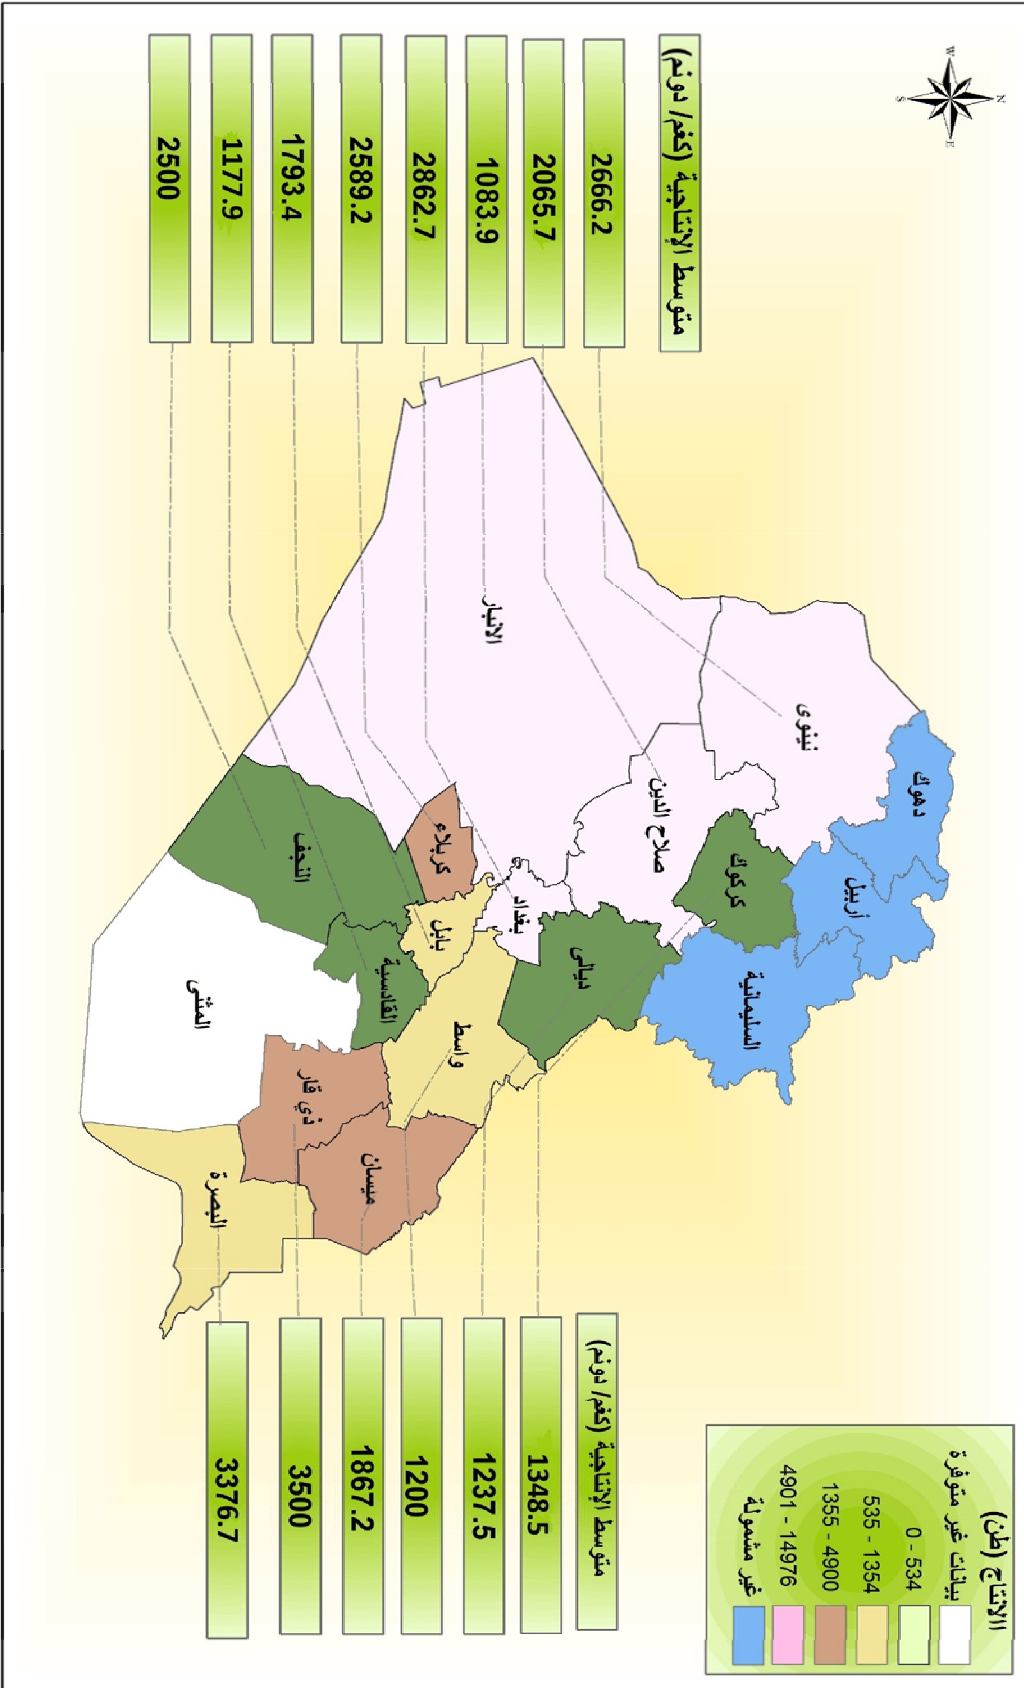 N
W
E
S
االانتاج (طن)
بيانات غير متوفرة
0 - 534
535 - 1354
1355 - 4900
4901 - 14976
غير مشمولة
متوسط الإنتاجية (كغم/ دونم)
2666.2
2065.7
1083.9
2862.7
2589.2
1793.4
1177.9
2500
دهوك
نينوى
أربيل
السليمانية
كركوك
صلاح الدين
ديالى
الانبار
بغداد
كربلاء
بابل
واسط
القادسية
النجف
ميسان
ذي قار
المثنى
البصرة
متوسط الإنتاجية (كغم/ دونم)
1348.5
1237.5
1200
1867.2
3500
3376.7